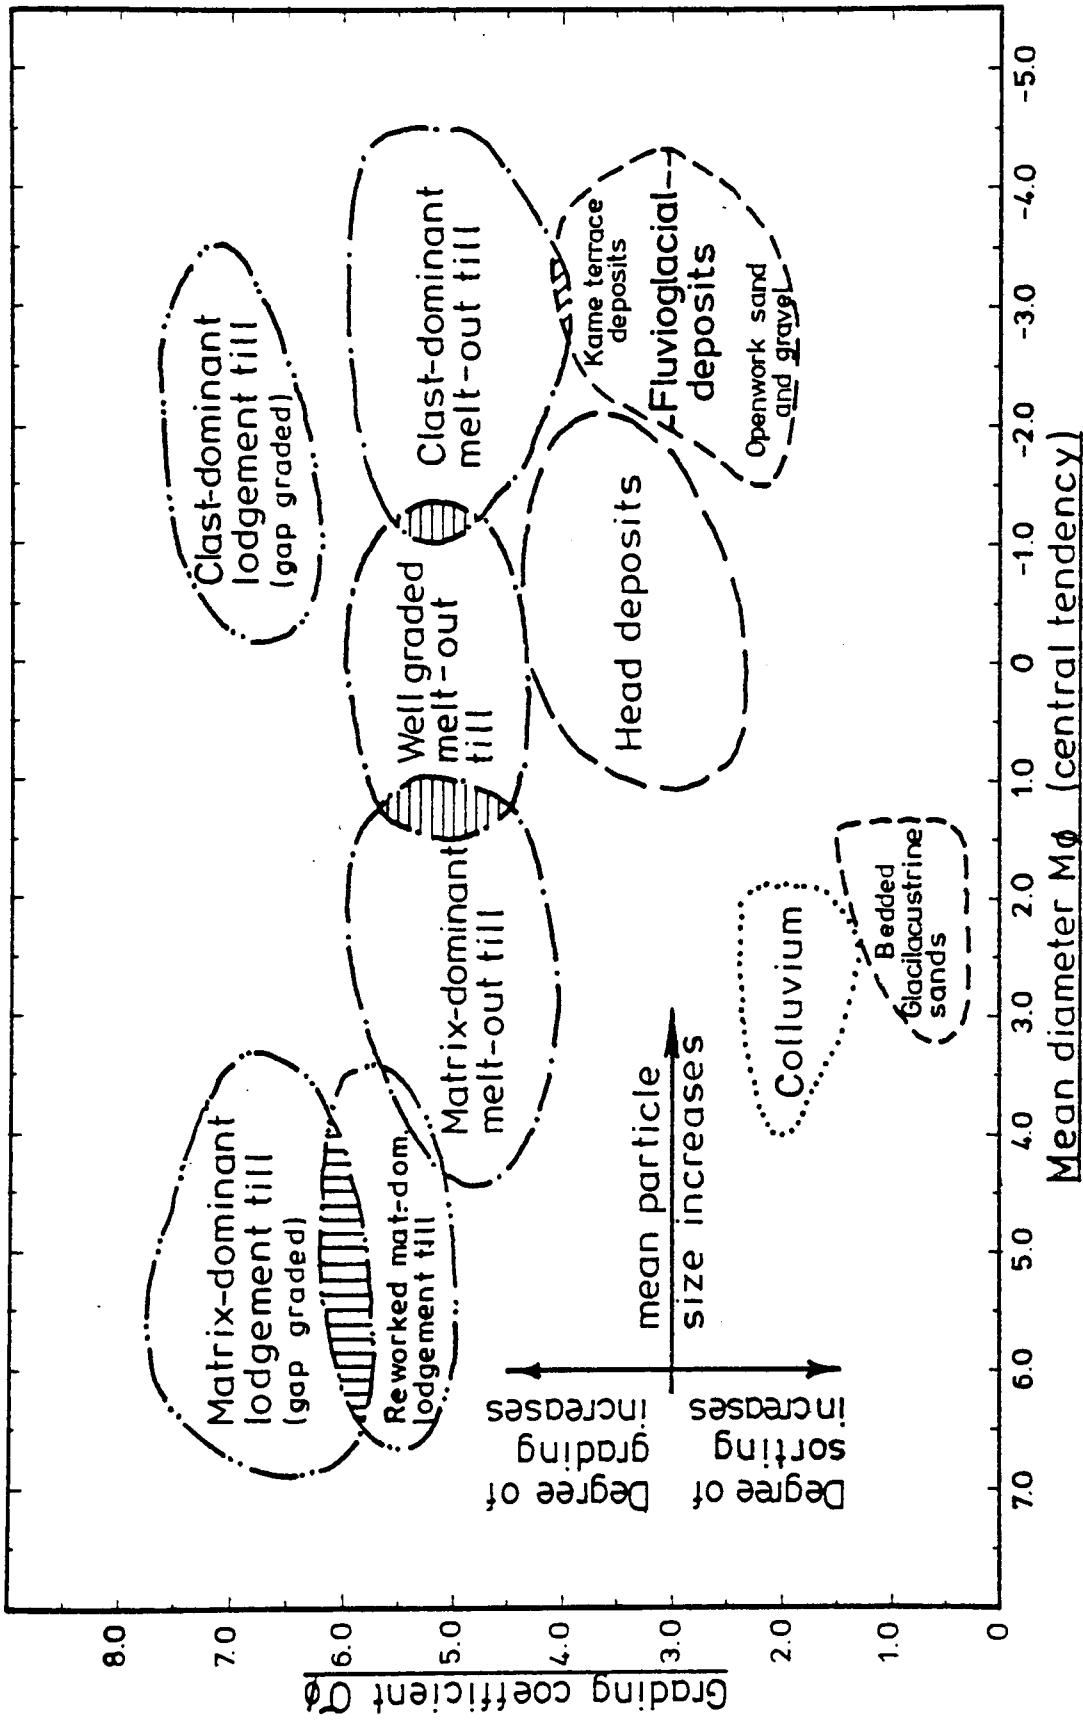 Clast-dominant
lodgement till
(gap graded)
Matrix-dominant
lodgement till
(gap graded)
Reworked mat-dom.
lodgement till
Matrix-dominant
melt-out till
Well graded
melt-out
till
Clast-dominant
melt-out till
Kame terrace
deposits
Fluvioglacial
deposits
Openwork sand
and gravel
Head deposits
Colluvium
Bedded
Glacilacustrine
sands
mean particle
size increases
Degree of
grading
increases
Degree of
sorting
increases
Grading coefficient σφ
8.0
7.0
6.0
5.0
4.0
3.0
2.0
1.0
0
7.0
6.0
5.0
4.0
3.0
2.0
1.0
0
-1.0
-2.0
-3.0
-4.0
-5.0
Mean diameter Mφ (central tendency)